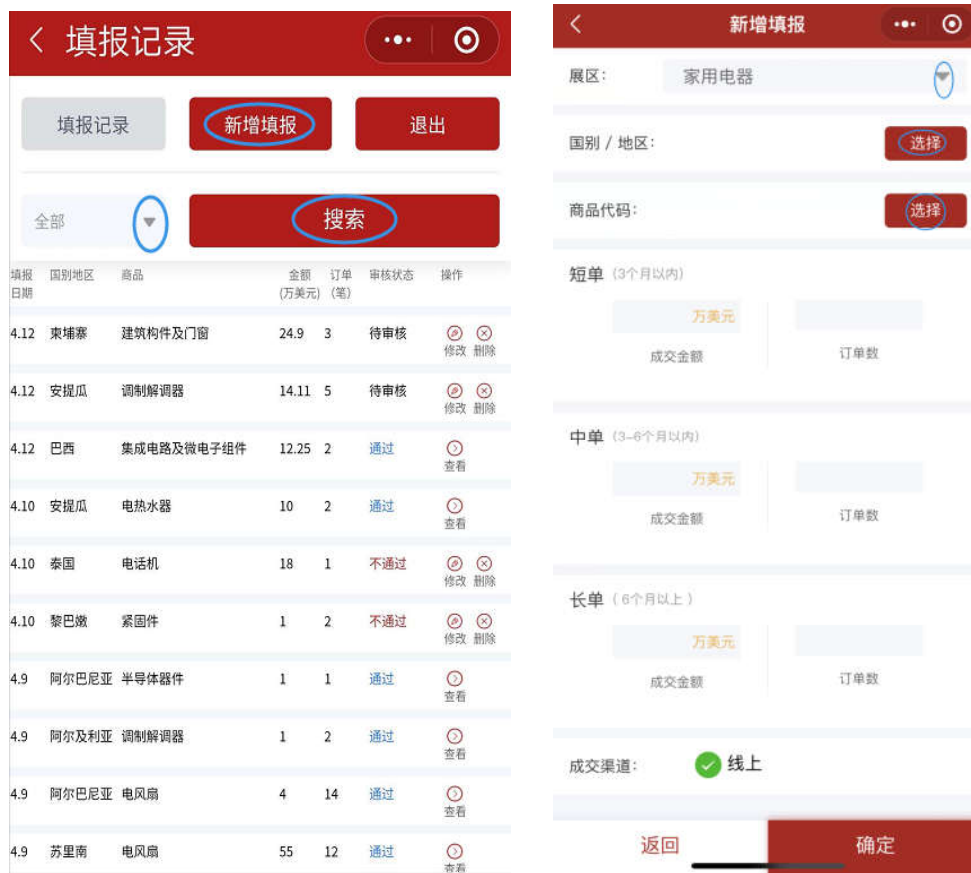 填报记录
填报记录 新增填报 退出
全部 搜索
填报日期 国别地区 商品 金额(万美元) 订单(笔) 审核状态 操作
4.12 柬埔寨 建筑构件及门窗 24.9 3 待审核 修改 删除
4.12 安提瓜 调制解调器 14.11 5 待审核 修改 删除
4.12 巴西 集成电路及微电子组件 12.25 2 通过 查看
4.10 安提瓜 电热水器 10 2 通过 查看
4.10 泰国 电话机 18 1 不通过 修改 删除
4.10 黎巴嫩 紧固件 1 2 不通过 修改 删除
4.9 阿尔巴尼亚 半导体器件 1 1 通过 查看
4.9 阿尔及利亚 调制解调器 1 2 通过 查看
4.9 阿尔巴尼亚 电风扇 4 14 通过 查看
4.9 苏里南 电风扇 55 12 通过 查看
新增填报
展区： 家用电器
国别 / 地区： 选择
商品代码： 选择
短单（3个月以内）
万美元
成交金额 订单数
中单（3-6个月以内）
万美元
成交金额 订单数
长单（6个月以上）
万美元
成交金额 订单数
成交渠道： 线上
返回 确定